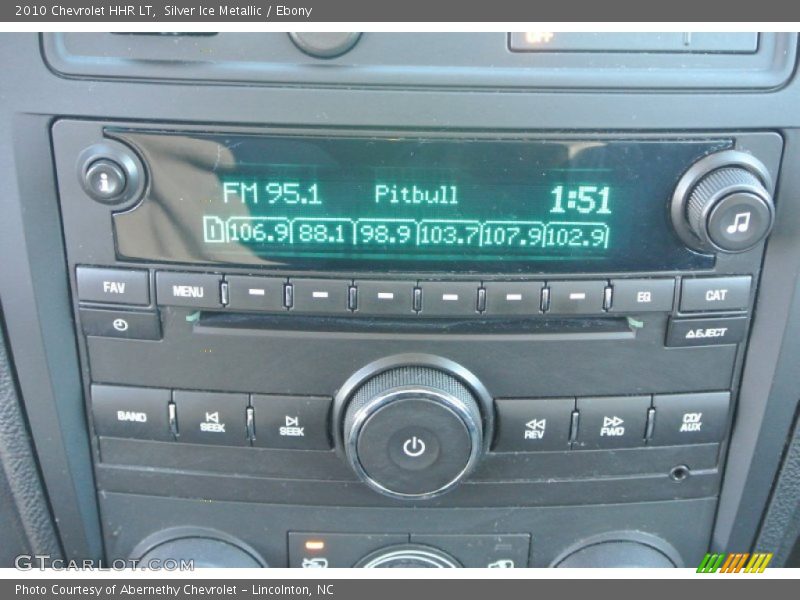 2010 Chevrolet HHR LT,  Silver Ice Metallic / Ebony
OFF
i
FM 95.1 Pitbull 1:51
1 106.9 88.1 98.9 103.7 107.9 102.9
FAV MENU EQ CAT
EJECT
BAND SEEK SEEK REV FWD CD/
AUX
GTCARLOT.COM
Photo Courtesy of Abernethy Chevrolet – Lincolnton, NC